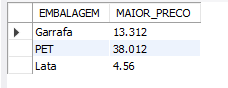 EMBALAGEM MAIOR_PRECO
Garrafa 13.312
PET 38.012
Lata 4.56